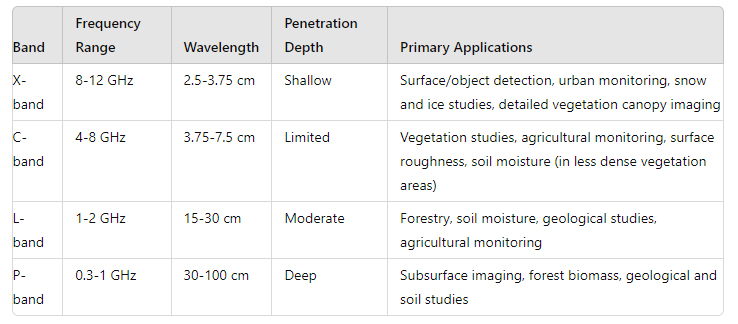 Band Frequency Range Wavelength Penetration Depth Primary Applications
X-band 8-12 GHz 2.5-3.75 cm Shallow Surface/object detection, urban monitoring, snow
and ice studies, detailed vegetation canopy imaging
C-band 4-8 GHz 3.75-7.5 cm Limited Vegetation studies, agricultural monitoring, surface
roughness, soil moisture (in less dense vegetation
areas)
L-band 1-2 GHz 15-30 cm Moderate Forestry, soil moisture, geological studies,
agricultural monitoring
P-band 0.3-1 GHz 30-100 cm Deep Subsurface imaging, forest biomass, geological and
soil studies